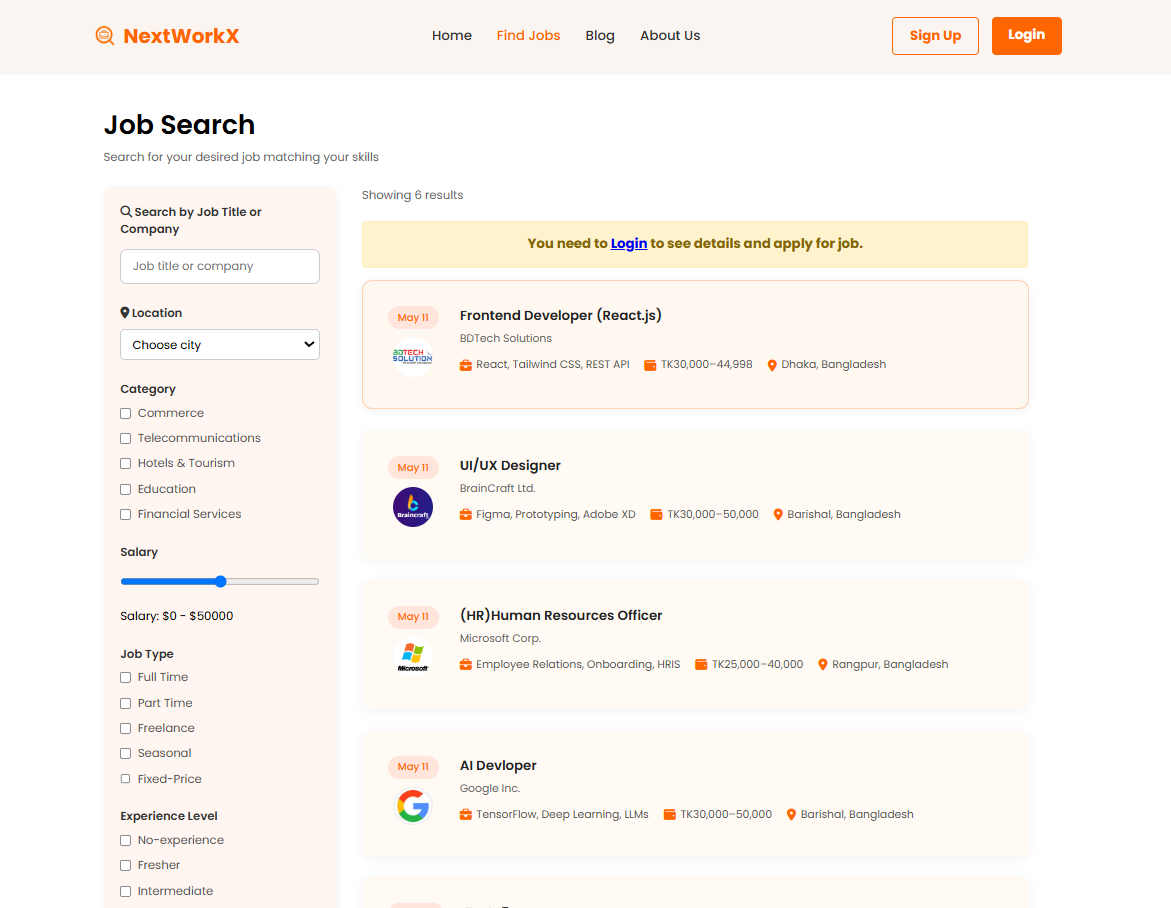 NextWorkX
Home
Find Jobs
Blog
About Us
Sign Up
Login
Job Search
Search for your desired job matching your skills
Search by Job Title or
Company
Job title or company
Location
Choose city
Category
Commerce
Telecommunications
Hotels & Tourism
Education
Financial Services
Salary
Salary: $0 - $50000
Job Type
Full Time
Part Time
Freelance
Seasonal
Fixed-Price
Experience Level
No-experience
Fresher
Intermediate
Showing 6 results
You need to Login to see details and apply for job.
May 11
BDTECH
SOLUTION
Frontend Developer (React.js)
BDTech Solutions
React, Tailwind CSS, REST API
TK30,000–44,998
Dhaka, Bangladesh
May 11
Braincraft
UI/UX Designer
BrainCraft Ltd.
Figma, Prototyping, Adobe XD
TK30,000–50,000
Barishal, Bangladesh
May 11
Microsoft
(HR)Human Resources Officer
Microsoft Corp.
Employee Relations, Onboarding, HRIS
TK25,000–40,000
Rangpur, Bangladesh
May 11
AI Devloper
Google Inc.
TensorFlow, Deep Learning, LLMs
TK30,000–50,000
Barishal, Bangladesh